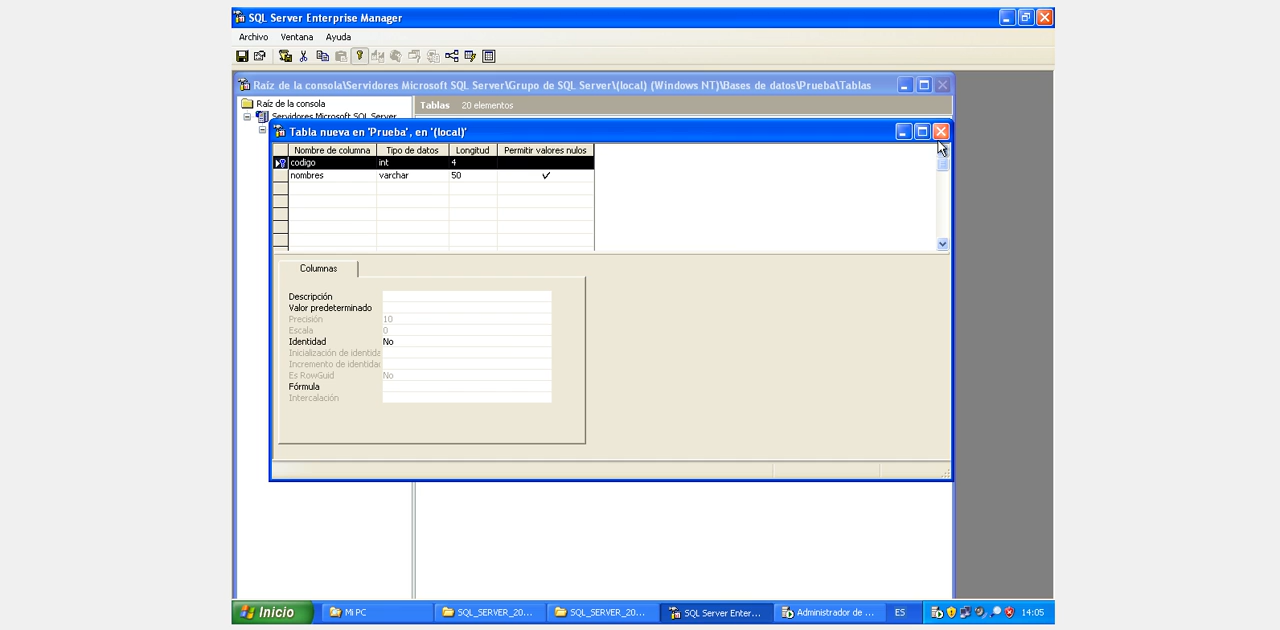 SQL Server Enterprise Manager
Archivo Ventana Ayuda
Raíz de la consola\Servidores Microsoft SQL Server\Grupo de SQL Server\(local) (Windows NT)\Bases de datos\Prueba\Tablas
Raíz de la consola
Tablas 20 elementos
Servidores Microsoft SQL Server
Tabla nueva en 'Prueba', en '(local)'
Nombre de columna Tipo de datos Longitud Permitir valores nulos
codigo int 4
nombres varchar 50
Columnas
Descripción
Valor predeterminado
Precisión 10
Escala 0
Identidad No
Inicialización de identida
Incremento de identidad
Es RowGuid No
Fórmula
Intercalación
Inicio Mi PC SQL_SERVER_20... SQL_SERVER_20... SQL Server Enter... Administrador de ... ES 14:05